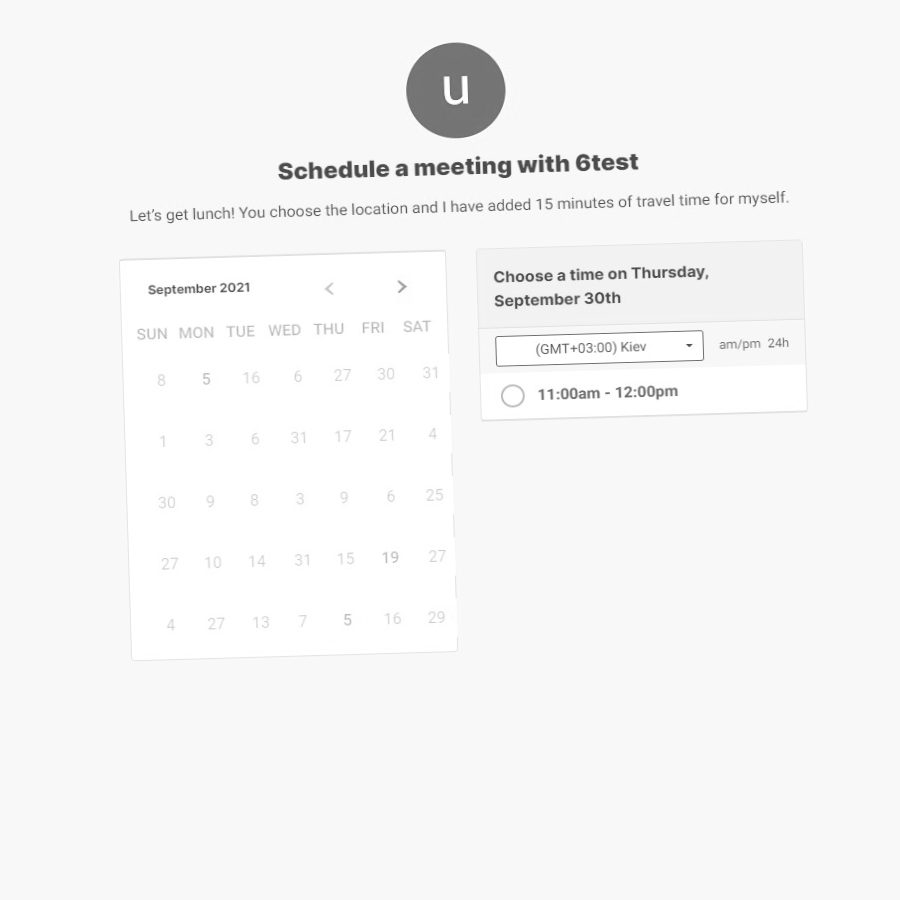 u
Schedule a meeting with 6test
Let's get lunch! You choose the location and I have added 15 minutes of travel time for myself.
September 2021
SUN MON TUE WED THU FRI SAT
8 5 16 6 27 30 31
1 3 6 31 17 21 4
30 9 8 3 9 6 25
27 10 14 31 15 19 27
4 27 13 7 5 16 29
Choose a time on Thursday,
September 30th
(GMT+03:00) Kiev am/pm 24h
11:00am - 12:00pm